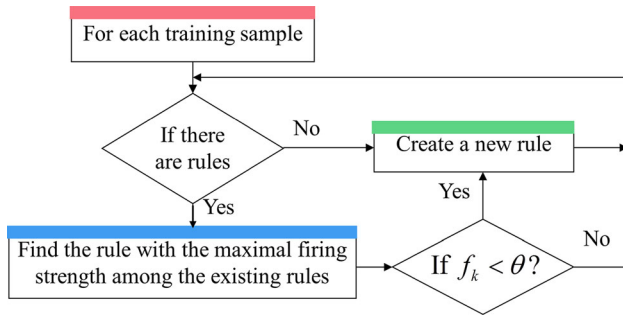 For each training sample
If there
are rules
No
Create a new rule
Yes
Yes
Find the rule with the maximal firing
strength among the existing rules
If fₖ < θ?
No